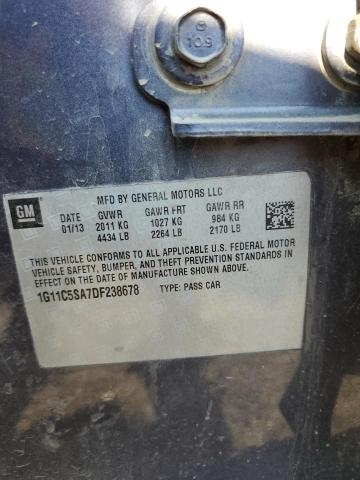 10.9
MFD BY GENERAL MOTORS LLC
GM
DATE GVWR GAWR FRT GAWR RR
01/13 2011 KG 1027 KG 984 KG
4434 LB 2264 LB 2170 LB
THIS VEHICLE CONFORMS TO ALL APPLICABLE U.S. FEDERAL MOTOR
VEHICLE SAFETY, BUMPER, AND THEFT PREVENTION STANDARDS IN
EFFECT ON THE DATE OF MANUFACTURE SHOWN ABOVE.
1G11C5SA7DF238678 TYPE: PASS CAR